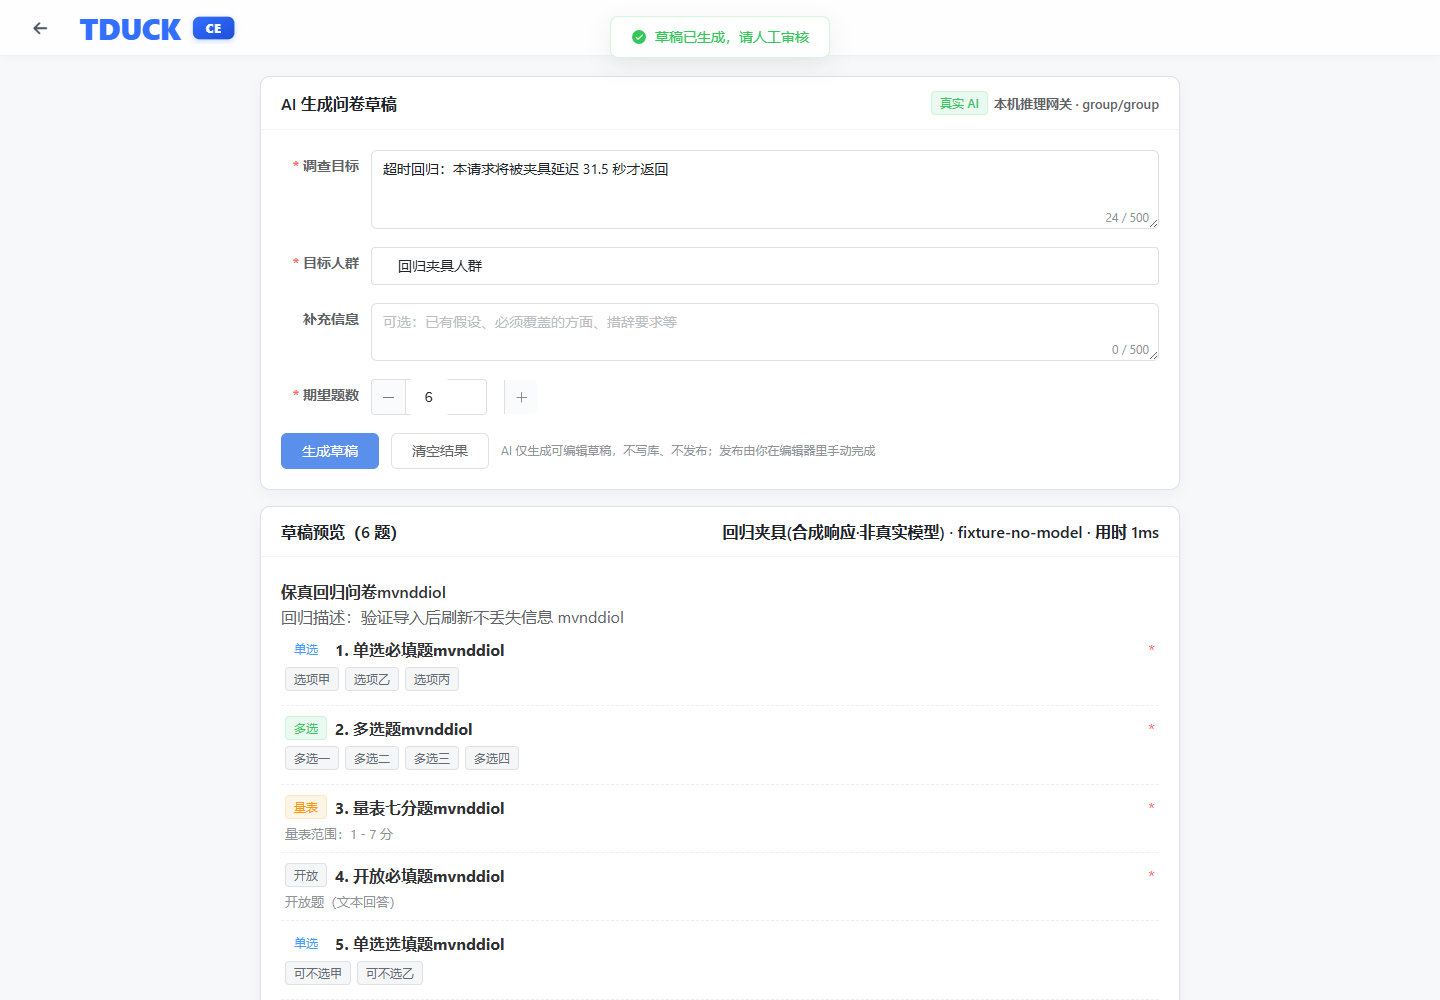 TDUCK CE
草稿已生成，请人工审核
AI 生成问卷草稿
真实 AI 本机推理网关 · group/group
* 调查目标
超时回归：本请求将被夹具延迟 31.5 秒才返回
24 / 500
* 目标人群
回归夹具人群
补充信息
可选：已有假设、必须覆盖的方面、措辞要求等
0 / 500
* 期望题数
6
生成草稿 清空结果 AI 仅生成可编辑草稿，不写库、不发布；发布由你在编辑器里手动完成
草稿预览（6 题） 回归夹具(合成响应·非真实模型) · fixture-no-model · 用时 1ms
保真回归问卷mvnddiol
回归描述：验证导入后刷新不丢失信息 mvnddiol
单选 1. 单选必填题mvnddiol *
选项甲 选项乙 选项丙
多选 2. 多选题mvnddiol *
多选一 多选二 多选三 多选四
量表 3. 量表七分题mvnddiol *
量表范围：1 - 7 分
开放 4. 开放必填题mvnddiol *
开放题（文本回答）
单选 5. 单选选填题mvnddiol
可不选甲 可不选乙